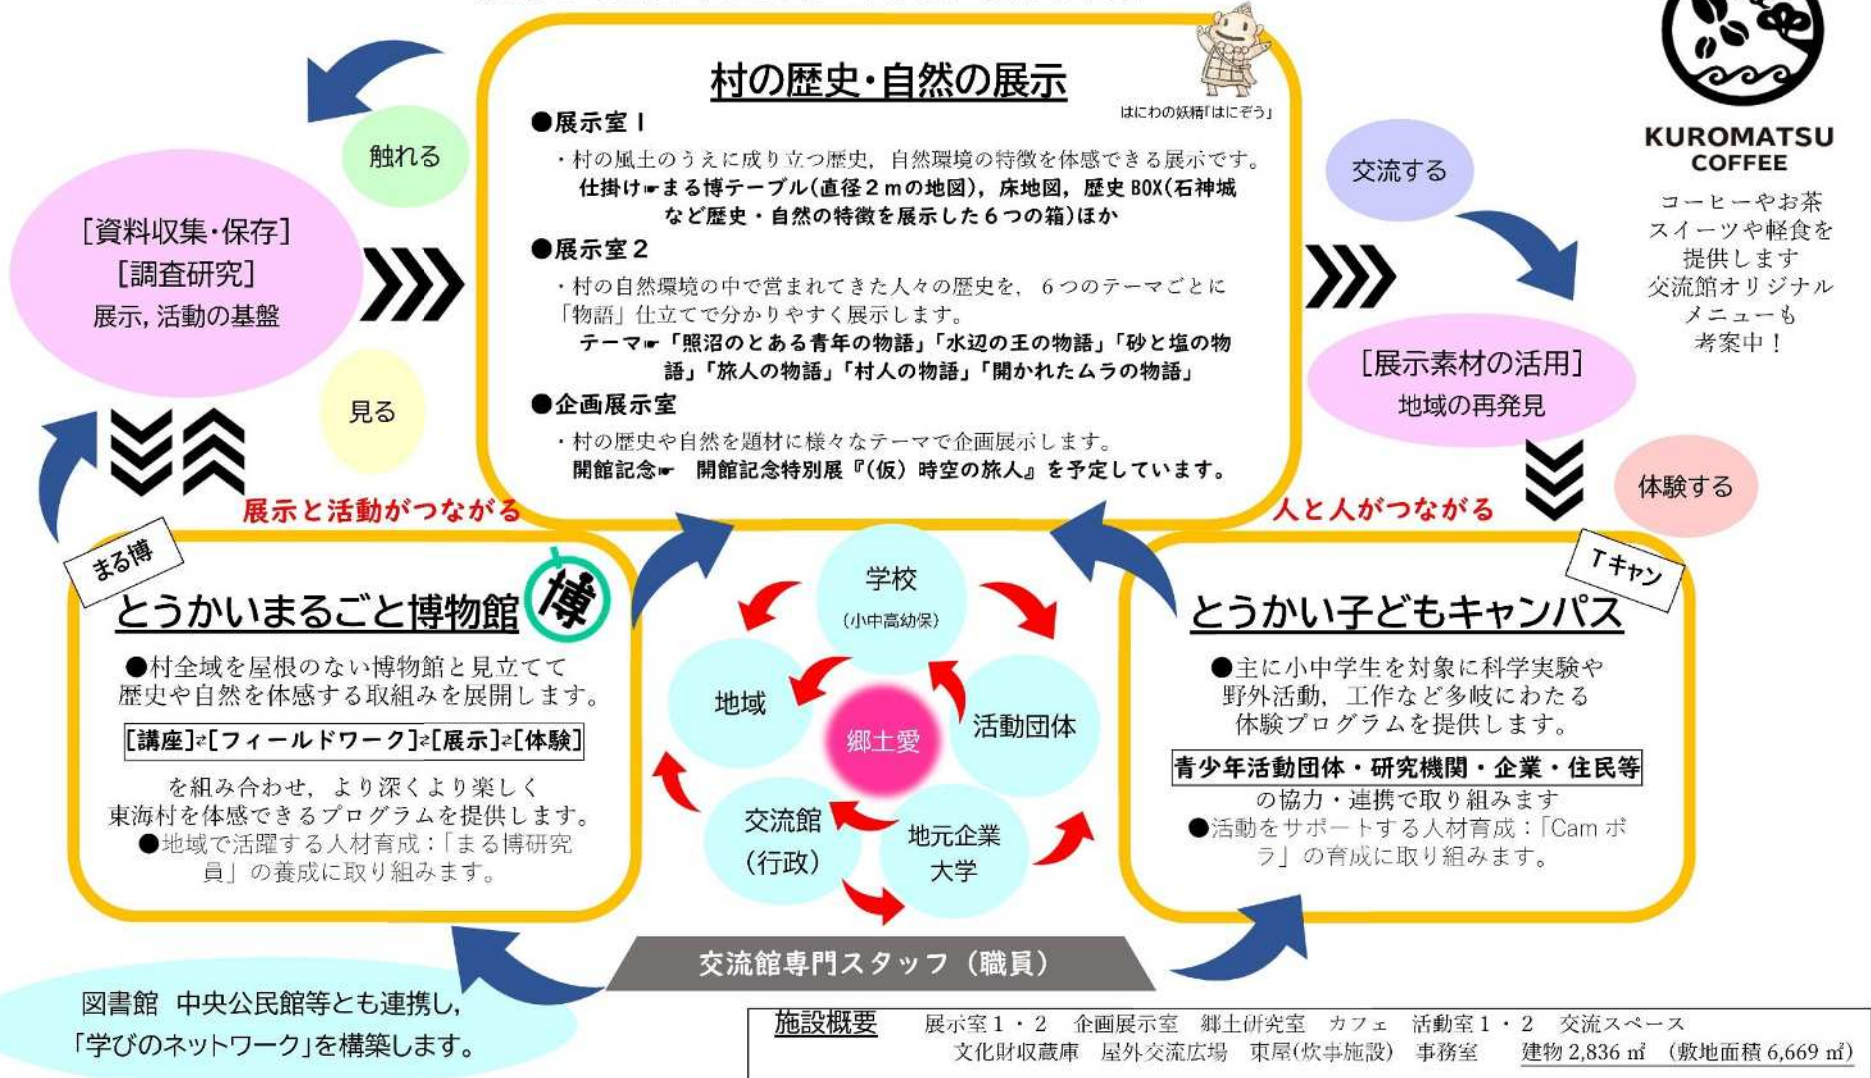 村の歴史・自然の展示
はにわの妖精「はにぞう」
●展示室1
・村の風土のうえに成り立つ歴史，自然環境の特徴を体感できる展示です。
仕掛け☛まる博テーブル(直径2mの地図)，床地図，歴史BOX(石神城
など歴史・自然の特徴を展示した6つの箱)ほか
●展示室2
・村の自然環境の中で営まれてきた人々の歴史を，6つのテーマごとに
「物語」仕立てで分かりやすく展示します。
テーマ☛「照沼のとある青年の物語」「水辺の王の物語」「砂と塩の物
語」「旅人の物語」「村人の物語」「開かれたムラの物語」
●企画展示室
・村の歴史や自然を題材に様々なテーマで企画展示します。
開館記念☛ 開館記念特別展『(仮) 時空の旅人』を予定しています。
触れる
[資料収集・保存]
[調査研究]
展示,活動の基盤
見る
展示と活動がつながる
交流する
[展示素材の活用]
地域の再発見
体験する
人と人がつながる
KUROMATSU
COFFEE
コーヒーやお茶
スイーツや軽食を
提供します
交流館オリジナル
メニューも
考案中！
まる博
とうかいまるごと博物館
博
●村全域を屋根のない博物館と見立てて
歴史や自然を体感する取組みを展開します。
[講座]⇄[フィールドワーク]⇄[展示]⇄[体験]
を組み合わせ，より深くより楽しく
東海村を体感できるプログラムを提供します。
●地域で活躍する人材育成：「まる博研究
員」の養成に取り組みます。
学校
(小中高幼保)
地域
活動団体
郷土愛
交流館
(行政)
地元企業
大学
Tキャン
とうかい子どもキャンパス
●主に小中学生を対象に科学実験や
野外活動，工作など多岐にわたる
体験プログラムを提供します。
青少年活動団体・研究機関・企業・住民等
の協力・連携で取り組みます
●活動をサポートする人材育成：「Camボ
ラ」の育成に取り組みます。
交流館専門スタッフ（職員）
図書館 中央公民館等とも連携し,
「学びのネットワーク」を構築します。
施設概要 展示室1・2 企画展示室 郷土研究室 カフェ 活動室1・2 交流スペース
文化財収蔵庫 屋外交流広場 東屋(炊事施設) 事務室 建物2,836㎡ (敷地面積6,669㎡)